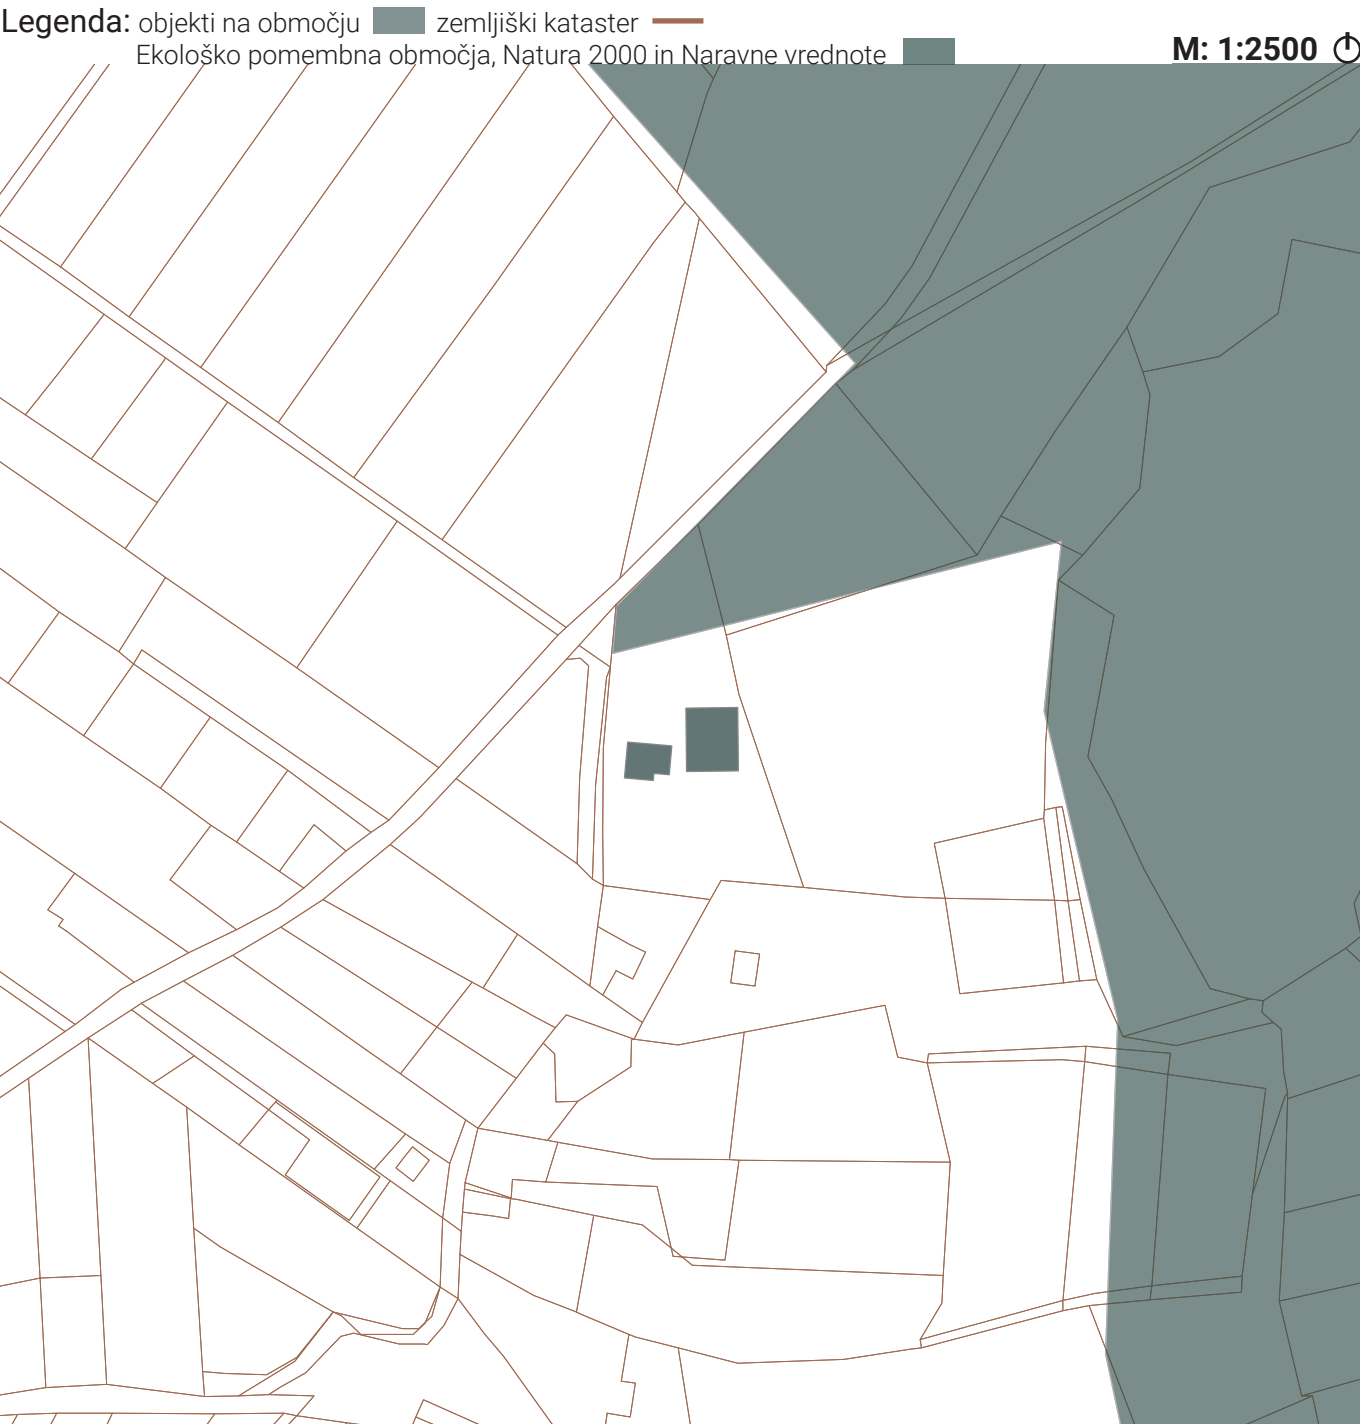 Legenda: objekti na območju zemljiški kataster
Ekološko pomembna območja, Natura 2000 in Naravne vrednote
M: 1:2500